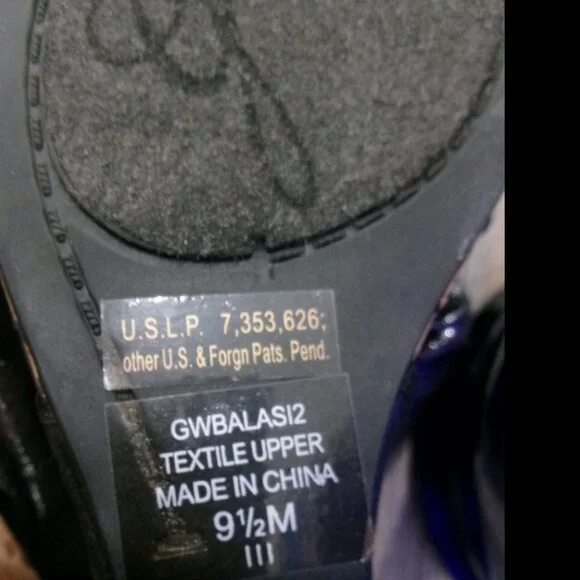 U.S.L.P. 7,353,626;
other U.S. & Forgn Pats. Pend.
GWBALASI2
TEXTILE UPPER
MADE IN CHINA
9½M
III